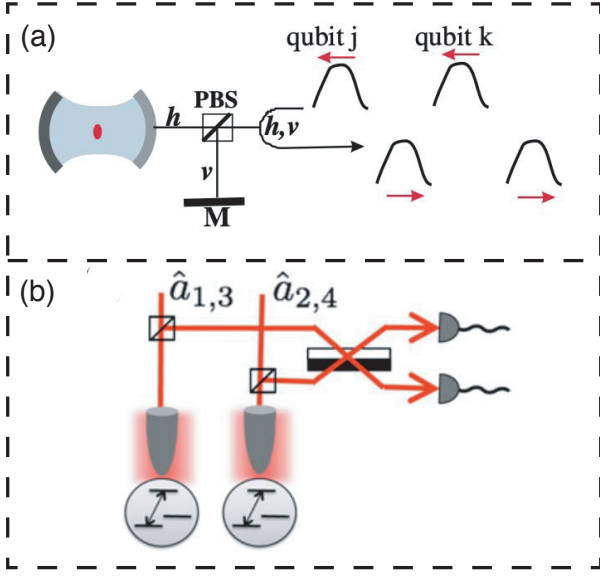 (a)
qubit j
qubit k
PBS
h
h,v
v
M
(b)
â1,3
â2,4